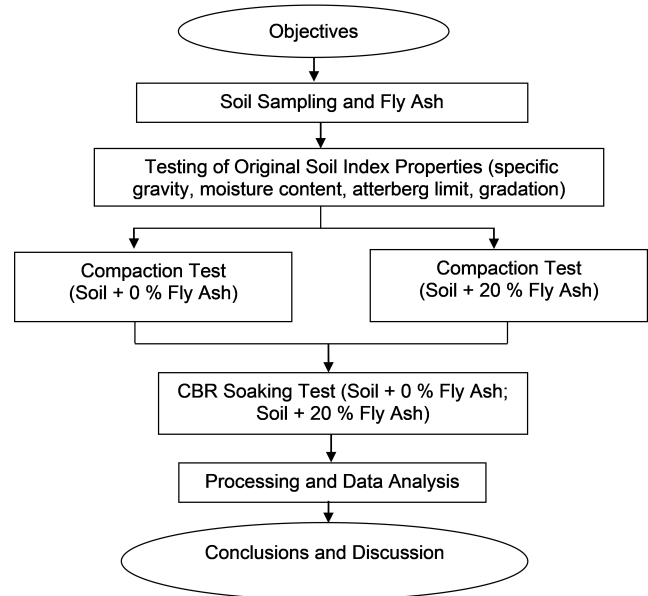 Objectives
Soil Sampling and Fly Ash
Testing of Original Soil Index Properties (specific
gravity, moisture content, atterberg limit, gradation)
Compaction Test
(Soil + 0 % Fly Ash)
Compaction Test
(Soil + 20 % Fly Ash)
CBR Soaking Test (Soil + 0 % Fly Ash;
Soil + 20 % Fly Ash)
Processing and Data Analysis
Conclusions and Discussion